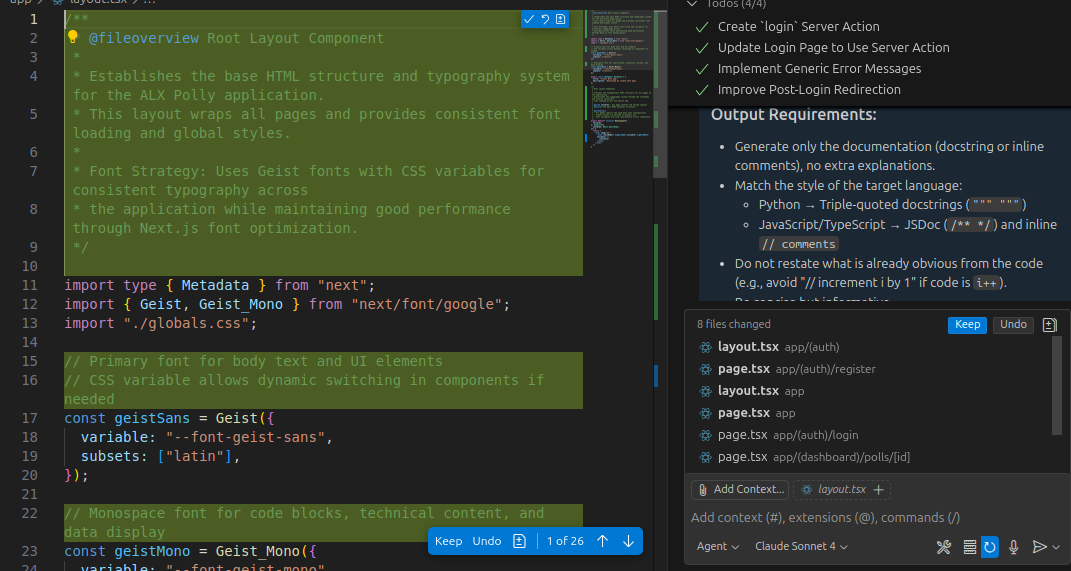 app > layout.tsx > ...
1 /**
2 * @fileoverview Root Layout Component
3 *
4 * Establishes the base HTML structure and typography system
for the ALX Polly application.
5 * This layout wraps all pages and provides consistent font
loading and global styles.
6 *
7 * Font Strategy: Uses Geist fonts with CSS variables for
consistent typography across
8 * the application while maintaining good performance
through Next.js font optimization.
9 */
10
11 import type { Metadata } from "next";
12 import { Geist, Geist_Mono } from "next/font/google";
13 import "./globals.css";
14
15 // Primary font for body text and UI elements
16 // CSS variable allows dynamic switching in components if
needed
17 const geistSans = Geist({
18 variable: "--font-geist-sans",
19 subsets: ["latin"],
20 });
21
22 // Monospace font for code blocks, technical content, and
data display
23 const geistMono = Geist_Mono({
24 variable: "--font-geist-mono"
Keep Undo 1 of 26
Todos (4/4)
Create `login` Server Action
Update Login Page to Use Server Action
Implement Generic Error Messages
Improve Post-Login Redirection
Output Requirements:
• Generate only the documentation (docstring or inline
comments), no extra explanations.
• Match the style of the target language:
Python → Triple-quoted docstrings (""" """)
JavaScript/TypeScript → JSDoc (/** */) and inline
// comments
• Do not restate what is already obvious from the code
(e.g., avoid "// increment i by 1" if code is i++).
Be concise but informative
8 files changed Keep Undo
layout.tsx app/(auth)
page.tsx app/(auth)/register
layout.tsx app
page.tsx app
page.tsx app/(auth)/login
page.tsx app/(dashboard)/polls/[id]
Add Context... layout.tsx +
Add context (#), extensions (@), commands (/)
Agent Claude Sonnet 4